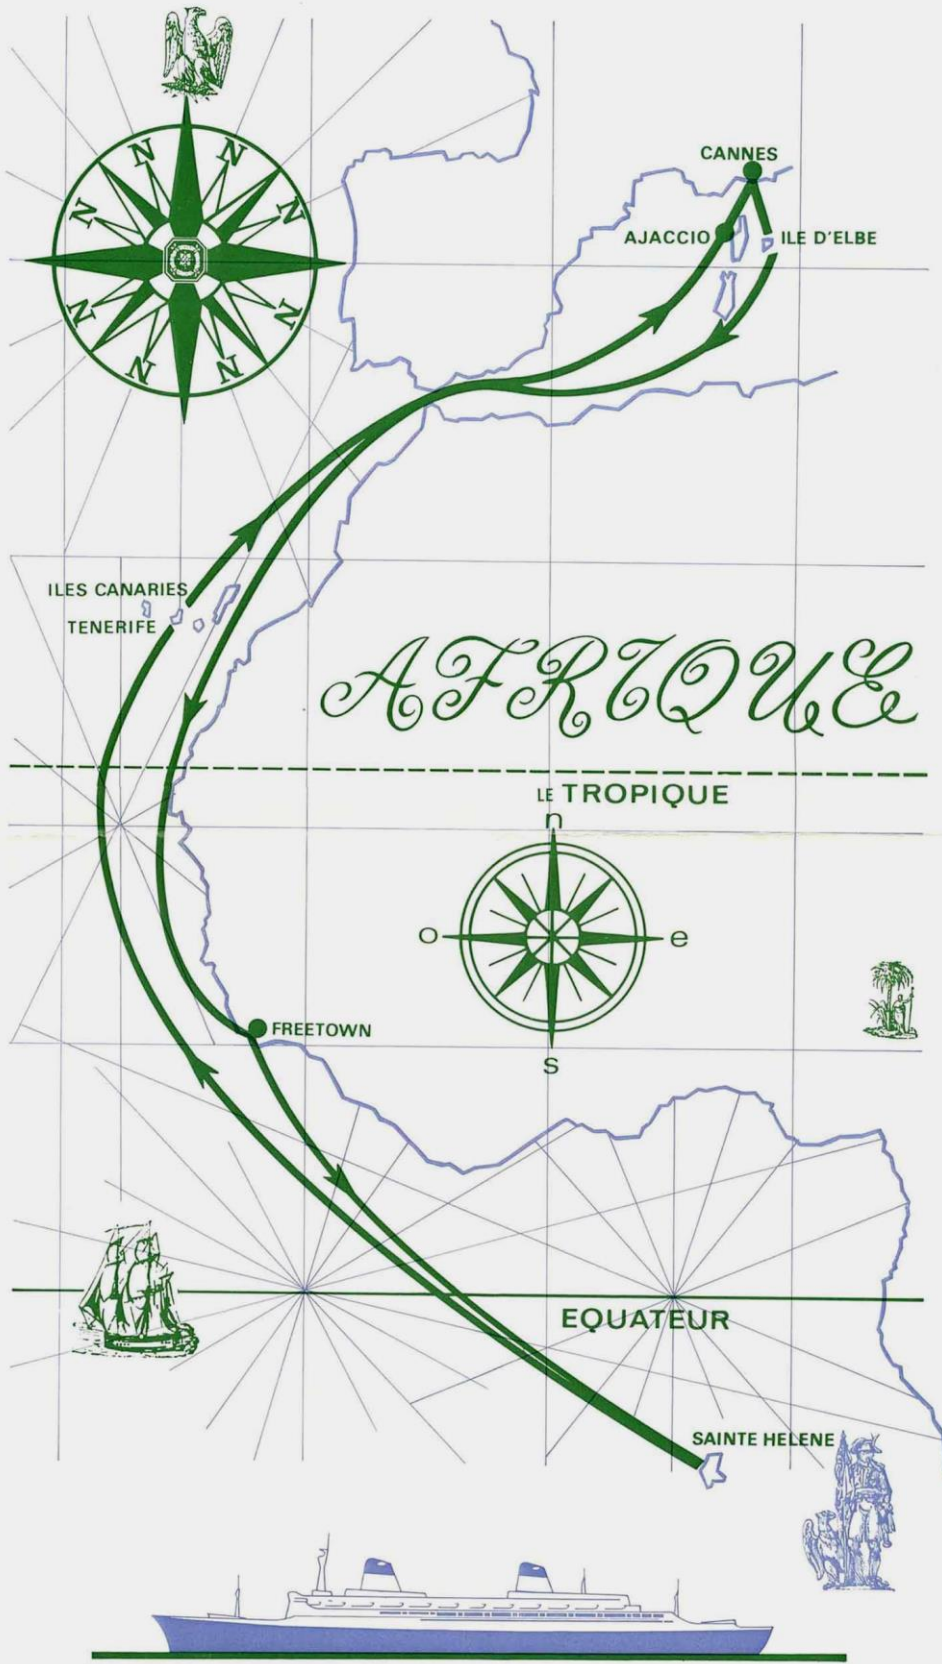 N
N
N
N
N
N
N
N
CANNES
AJACCIO
ILE D'ELBE
ILES CANARIES
TENERIFE
AFRIQUE
LE TROPIQUE
n
o
e
s
FREETOWN
EQUATEUR
SAINTE HELENE